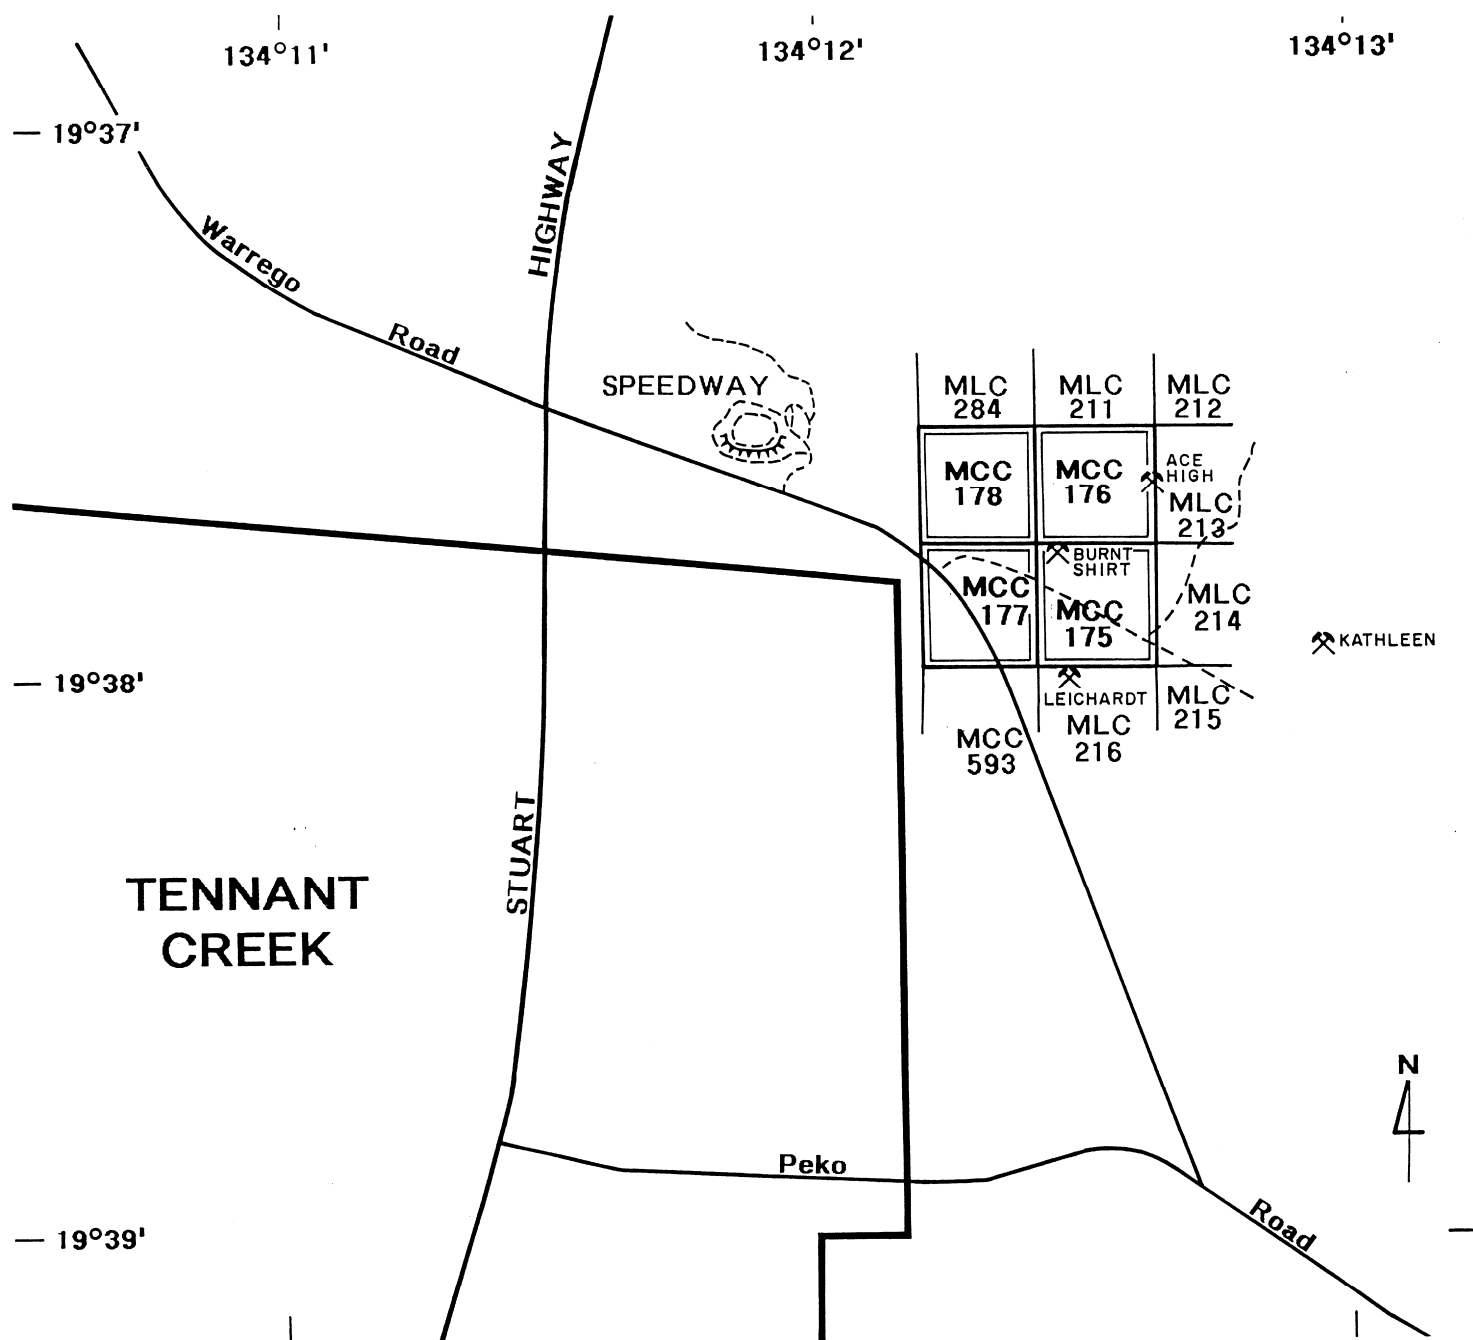 134°11'
134°12'
134°13'
19°37'
HIGHWAY
Warrego
Road
SPEEDWAY
MLC
284
MLC
211
MLC
212
MCC
178
MCC
176
ACE
HIGH
MLC
213
BURNT
SHIRT
MCC
177
MCC
175
MLC
214
KATHLEEN
19°38'
LEICHARDT
MLC
215
MCC
593
MLC
216
STUART
TENNANT
CREEK
N
Peko
Road
19°39'